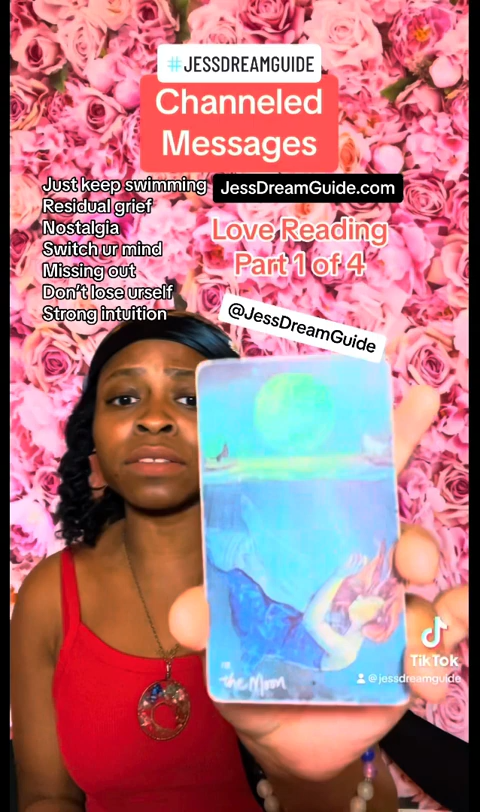 #JESSDREAMGUIDE
Channeled
Messages
Just keep swimming
Residual grief
Nostalgia
Switch ur mind
Missing out
Don't lose urself
Strong intuition
JessDreamGuide.com
Love Reading
Part 1 of 4
@JessDreamGuide
the Moon
TikTok
@jessdreamguide